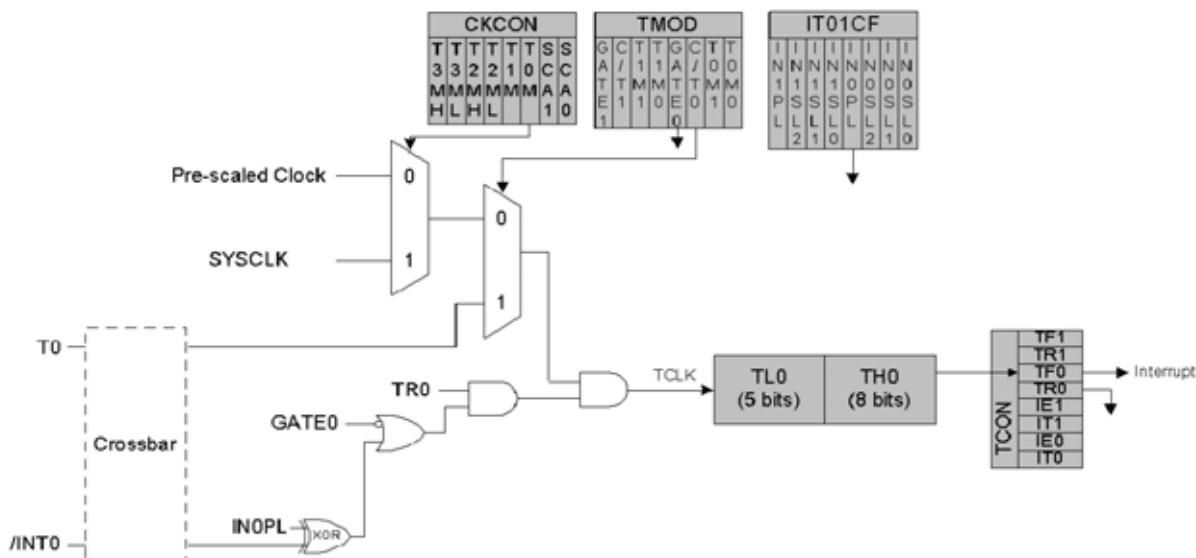 CKCON
T3MH
T3ML
T2MH
T2ML
T1M
T0M
SCA1
SCA0
TMOD
GATE1
C/T1
T1M1
T1M0
GATE0
C/T0
T0M1
T0M0
IT01CF
IN1PL
IN1SL2
IN1SL1
IN1SL0
IN0PL
IN0SL2
IN0SL1
IN0SL0
Pre-scaled Clock
0
SYSCLK
1
0
1
T0
Crossbar
/INT0
TR0
GATE0
IN0PL
XOR
TCLK
TL0
(5 bits)
TH0
(8 bits)
TCON
TF1
TR1
TF0
TR0
IE1
IT1
IE0
IT0
Interrupt